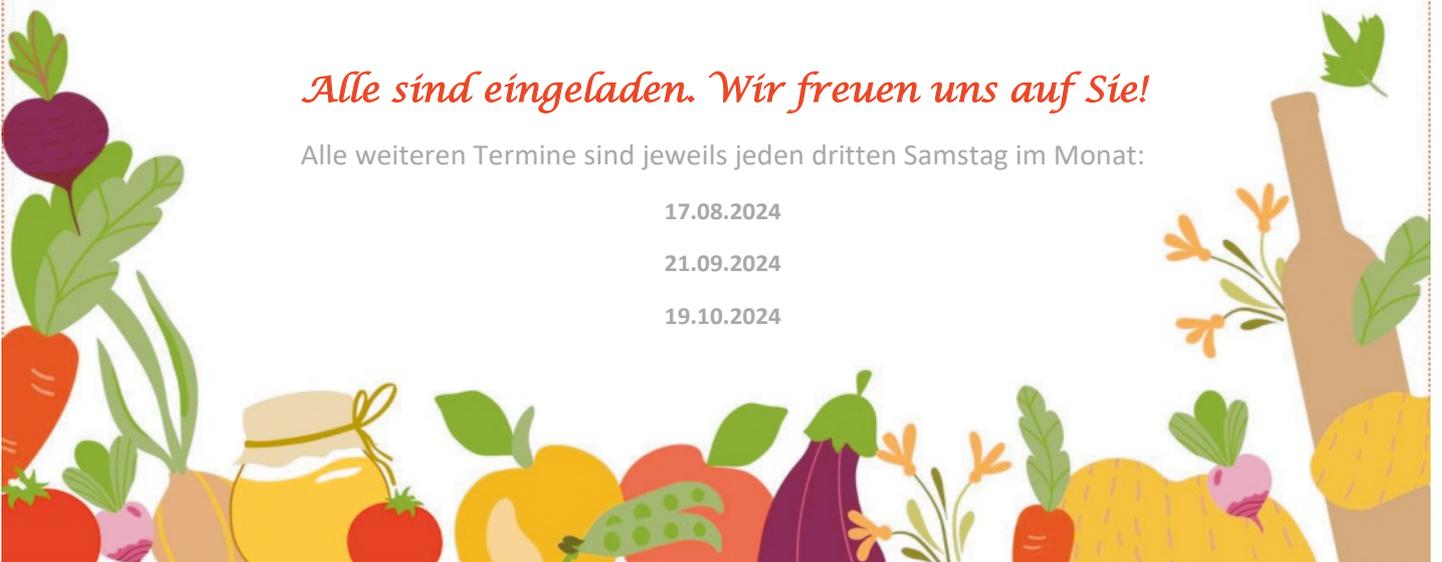 Alle sind eingeladen. Wir freuen uns auf Sie!
Alle weiteren Termine sind jeweils jeden dritten Samstag im Monat:
17.08.2024
21.09.2024
19.10.2024